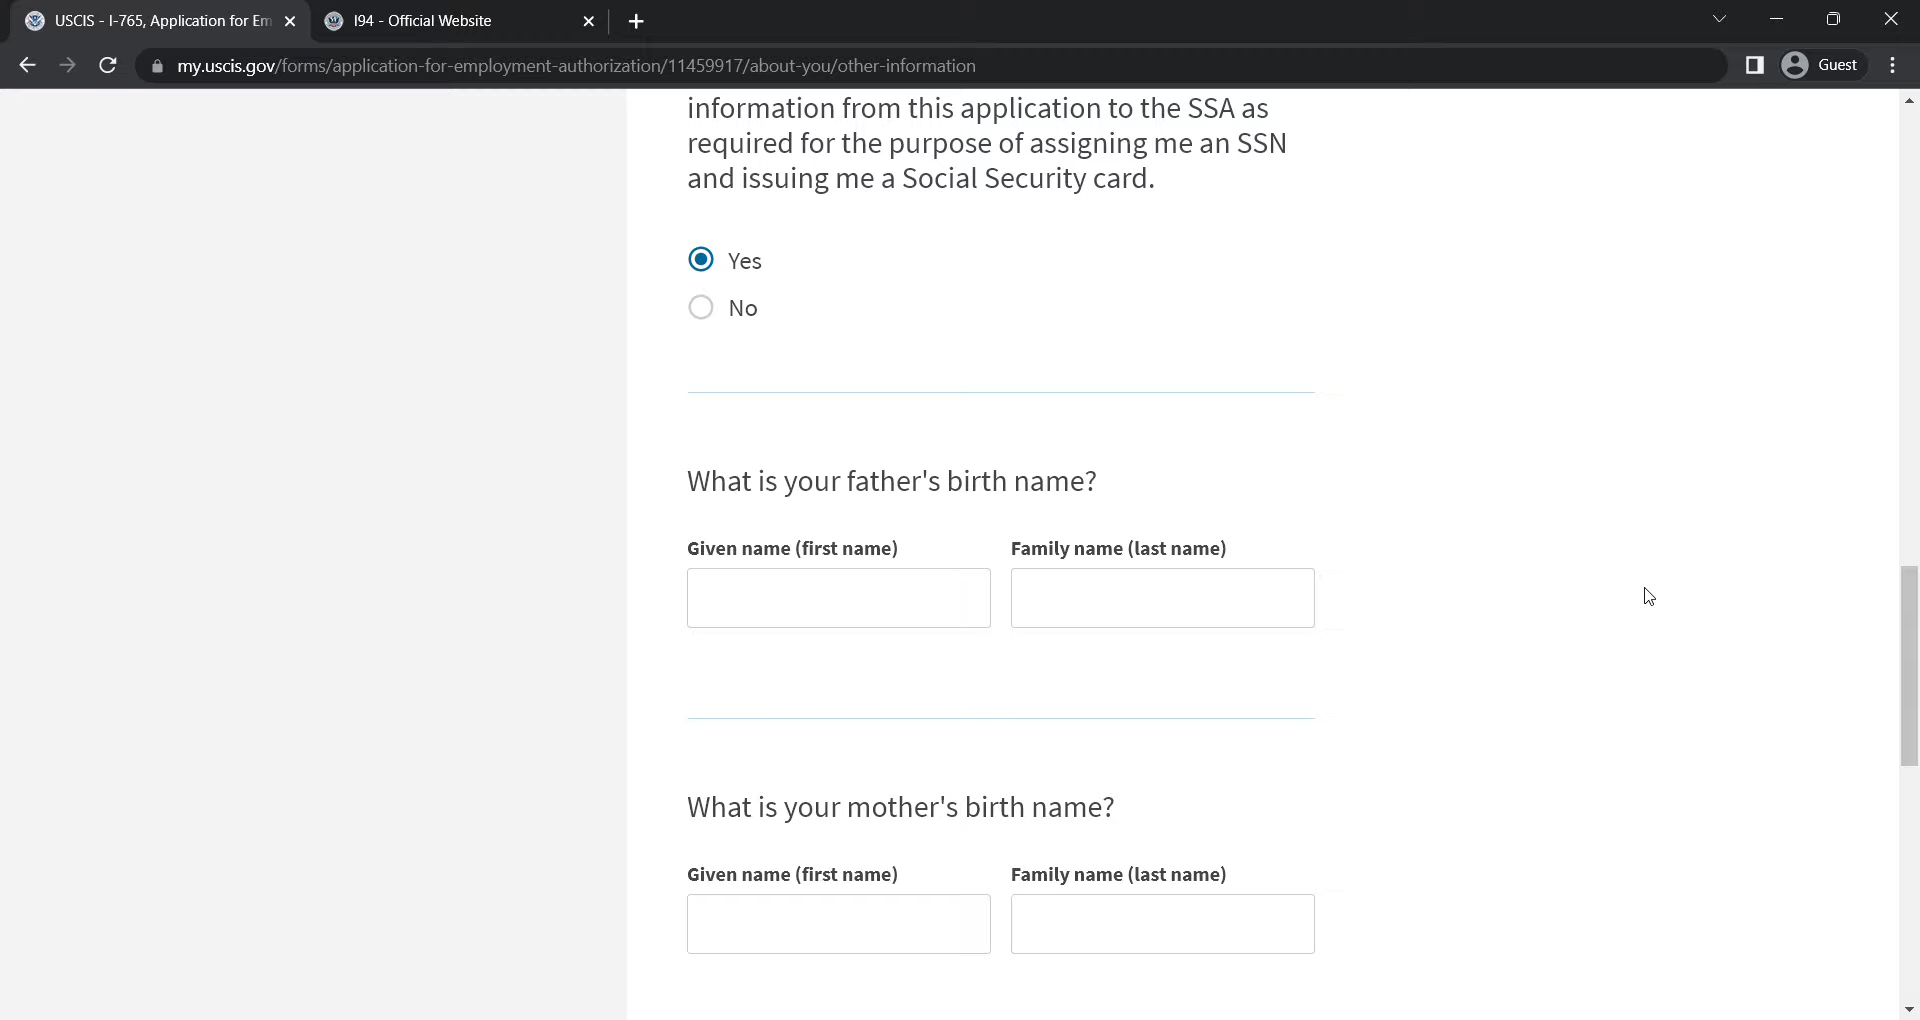 USCIS - I-765, Application for Em
I94 - Official Website
my.uscis.gov/forms/application-for-employment-authorization/11459917/about-you/other-information
Guest
information from this application to the SSA as
required for the purpose of assigning me an SSN
and issuing me a Social Security card.
Yes
No
What is your father's birth name?
Given name (first name) Family name (last name)
What is your mother's birth name?
Given name (first name) Family name (last name)